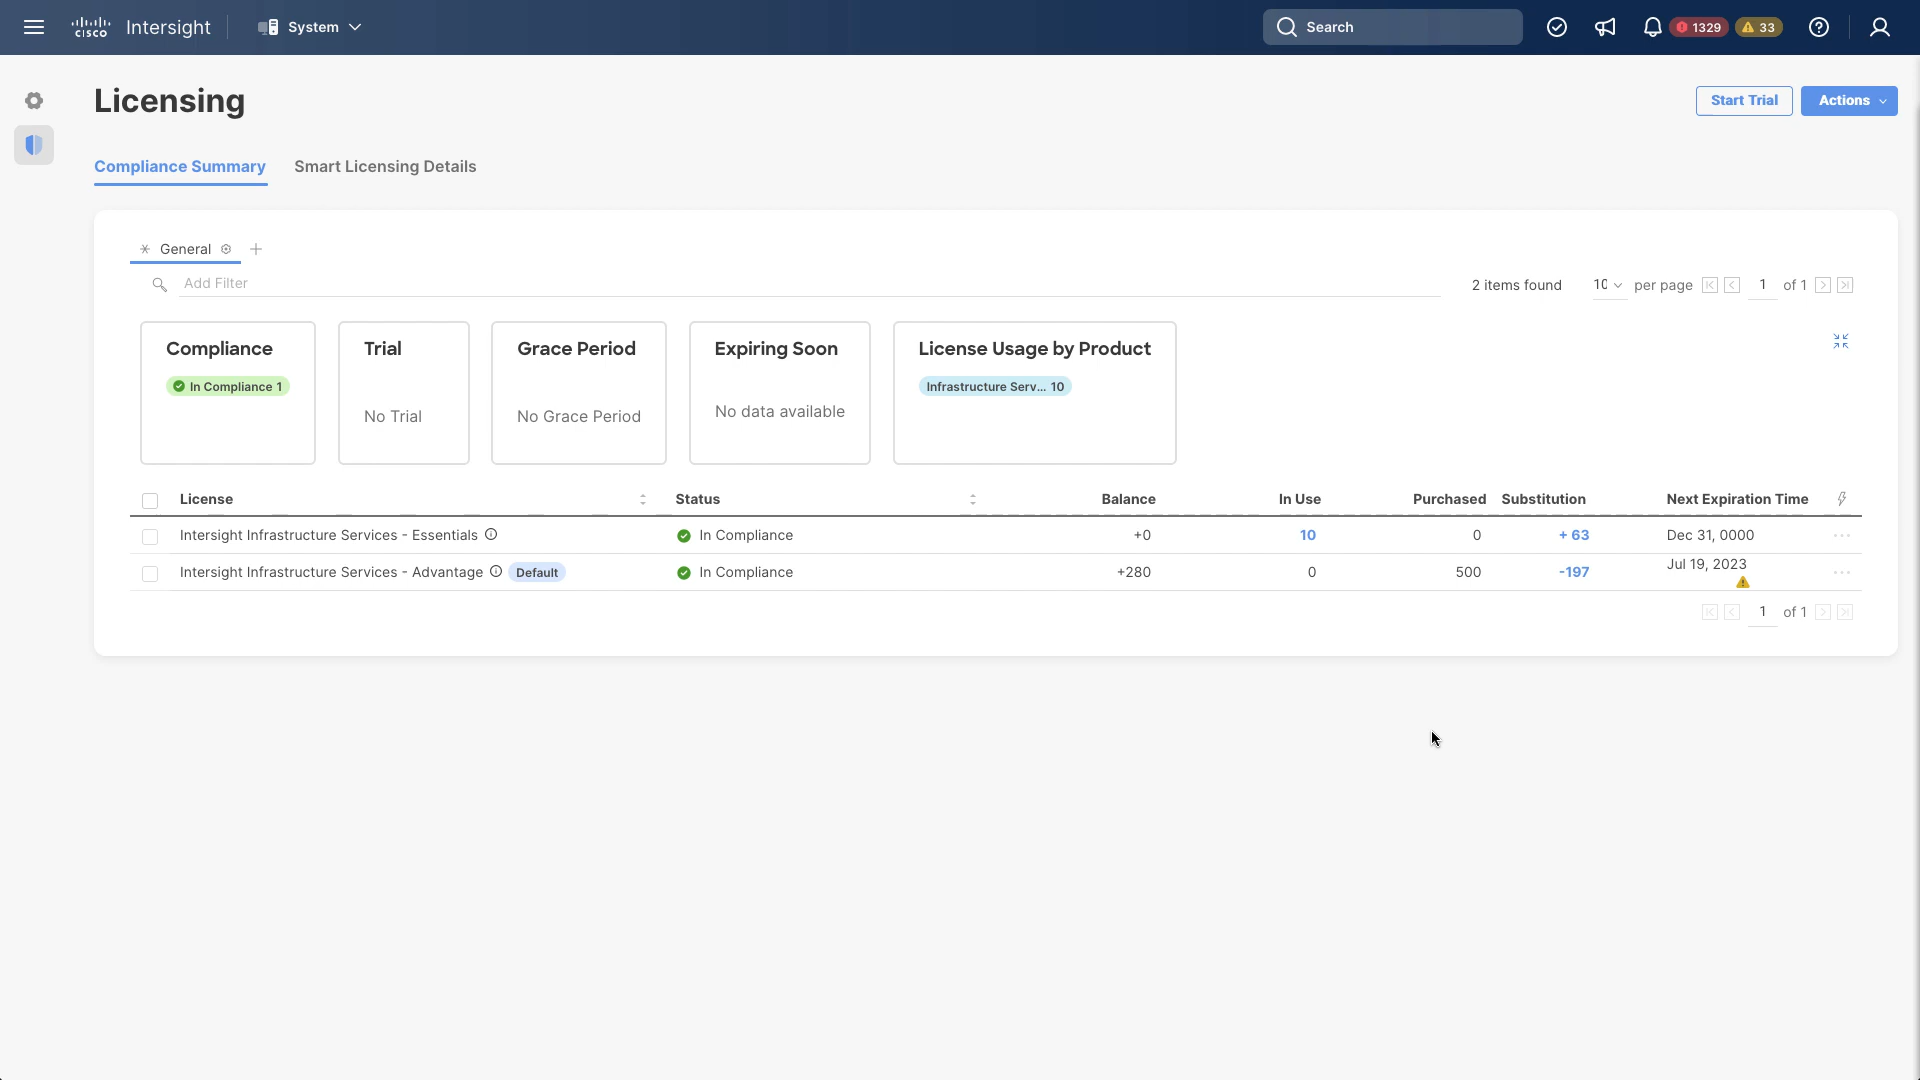 cisco Intersight System Search 1329 33
Licensing
Start Trial Actions
Compliance Summary Smart Licensing Details
General
Add Filter
2 items found 10 per page 1 of 1
Compliance
In Compliance 1
Trial
No Trial
Grace Period
No Grace Period
Expiring Soon
No data available
License Usage by Product
Infrastructure Serv... 10
License Status Balance In Use Purchased Substitution Next Expiration Time
Intersight Infrastructure Services - Essentials In Compliance +0 10 0 + 63 Dec 31, 0000
Intersight Infrastructure Services - Advantage Default In Compliance +280 0 500 -197 Jul 19, 2023
1 of 1